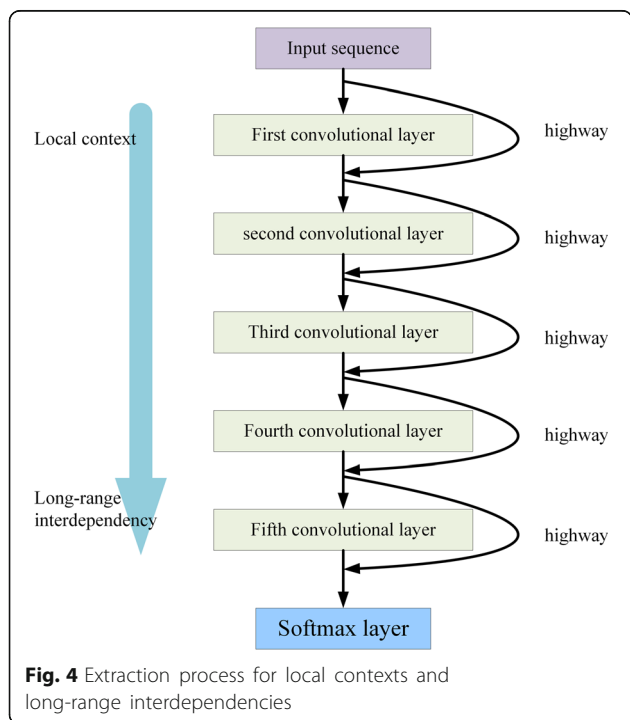 Input sequence
Local context
First convolutional layer
highway
second convolutional layer
highway
Third convolutional layer
highway
Fourth convolutional layer
highway
Long-range
interdependency
Fifth convolutional layer
highway
Softmax layer
Fig. 4 Extraction process for local contexts and
long-range interdependencies